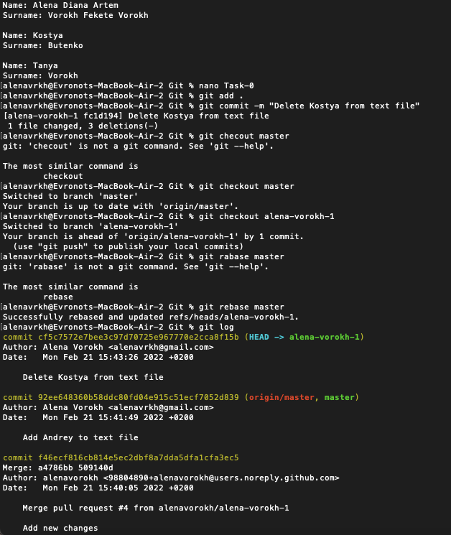 Name: Alena Diana Artem
Surname: Vorokh Fekete Vorokh
Name: Kostya
Surname: Butenko
Name: Tanya
Surname: Vorokh
alenavrkh@Evronots-MacBook-Air-2 Git % nano Task-0
alenavrkh@Evronots-MacBook-Air-2 Git % git add .
alenavrkh@Evronots-MacBook-Air-2 Git % git commit -m "Delete Kostya from text file"
[alena-vorokh-1 fc1d194] Delete Kostya from text file
1 file changed, 3 deletions(-)
alenavrkh@Evronots-MacBook-Air-2 Git % git checout master
git: 'checout' is not a git command. See 'git --help'.
The most similar command is
checkout
alenavrkh@Evronots-MacBook-Air-2 Git % git checkout master
Switched to branch 'master'
Your branch is up to date with 'origin/master'.
alenavrkh@Evronots-MacBook-Air-2 Git % git checkout alena-vorokh-1
Switched to branch 'alena-vorokh-1'
Your branch is ahead of 'origin/alena-vorokh-1' by 1 commit.
(use "git push" to publish your local commits)
alenavrkh@Evronots-MacBook-Air-2 Git % git rabase master
git: 'rabase' is not a git command. See 'git --help'.
The most similar command is
rebase
alenavrkh@Evronots-MacBook-Air-2 Git % git rebase master
Successfully rebased and updated refs/heads/alena-vorokh-1.
alenavrkh@Evronots-MacBook-Air-2 Git % git log
commit cf5c7572e7bee3c97d70725e967770e2cca8f15b (HEAD -> alena-vorokh-1)
Author: Alena Vorokh <alenavrkh@gmail.com>
Date: Mon Feb 21 15:43:26 2022 +0200
Delete Kostya from text file
commit 92ee648360b58ddc80fd04e915c51ecf7052d839 (origin/master, master)
Author: Alena Vorokh <alenavrkh@gmail.com>
Date: Mon Feb 21 15:41:49 2022 +0200
Add Andrey to text file
commit f46ecf816cb814e5ec2dbf8a7dda5dfa1cfa3ec5
Merge: a4786bb 509140d
Author: alenavorokh <98804890+alenavorokh@users.noreply.github.com>
Date: Mon Feb 21 15:40:05 2022 +0200
Merge pull request #4 from alenavorokh/alena-vorokh-1
Add new changes